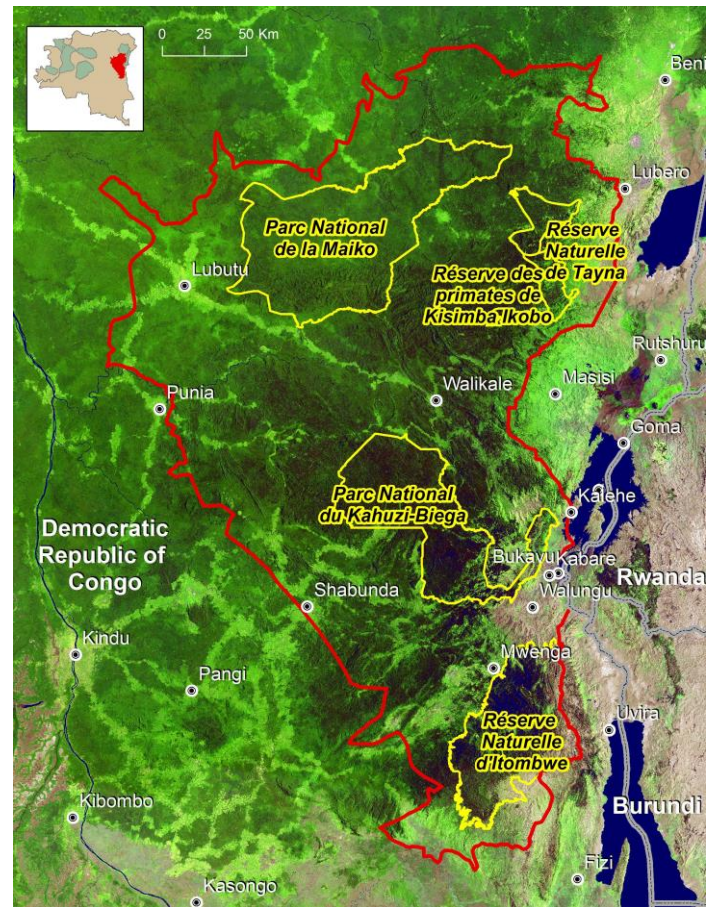 0 25 50 Km
Beni
Lubero
Parc National
de la Maiko
Réserve
Naturelle
de Tayna
Réserve des
primates de
Kisimba Ikobo
Lubutu
Rutshuru
Masisi
Walikale
Punia
Goma
Parc National
du Kahuzi-Biega
Kalehe
Democratic
Republic of
Congo
Bukavu
Kabare
Rwanda
Walungu
Shabunda
Kindu
Mwenga
Pangi
Réserve
Naturelle
d'Itombwe
Uvira
Burundi
Kibombo
Fizi
Kasongo